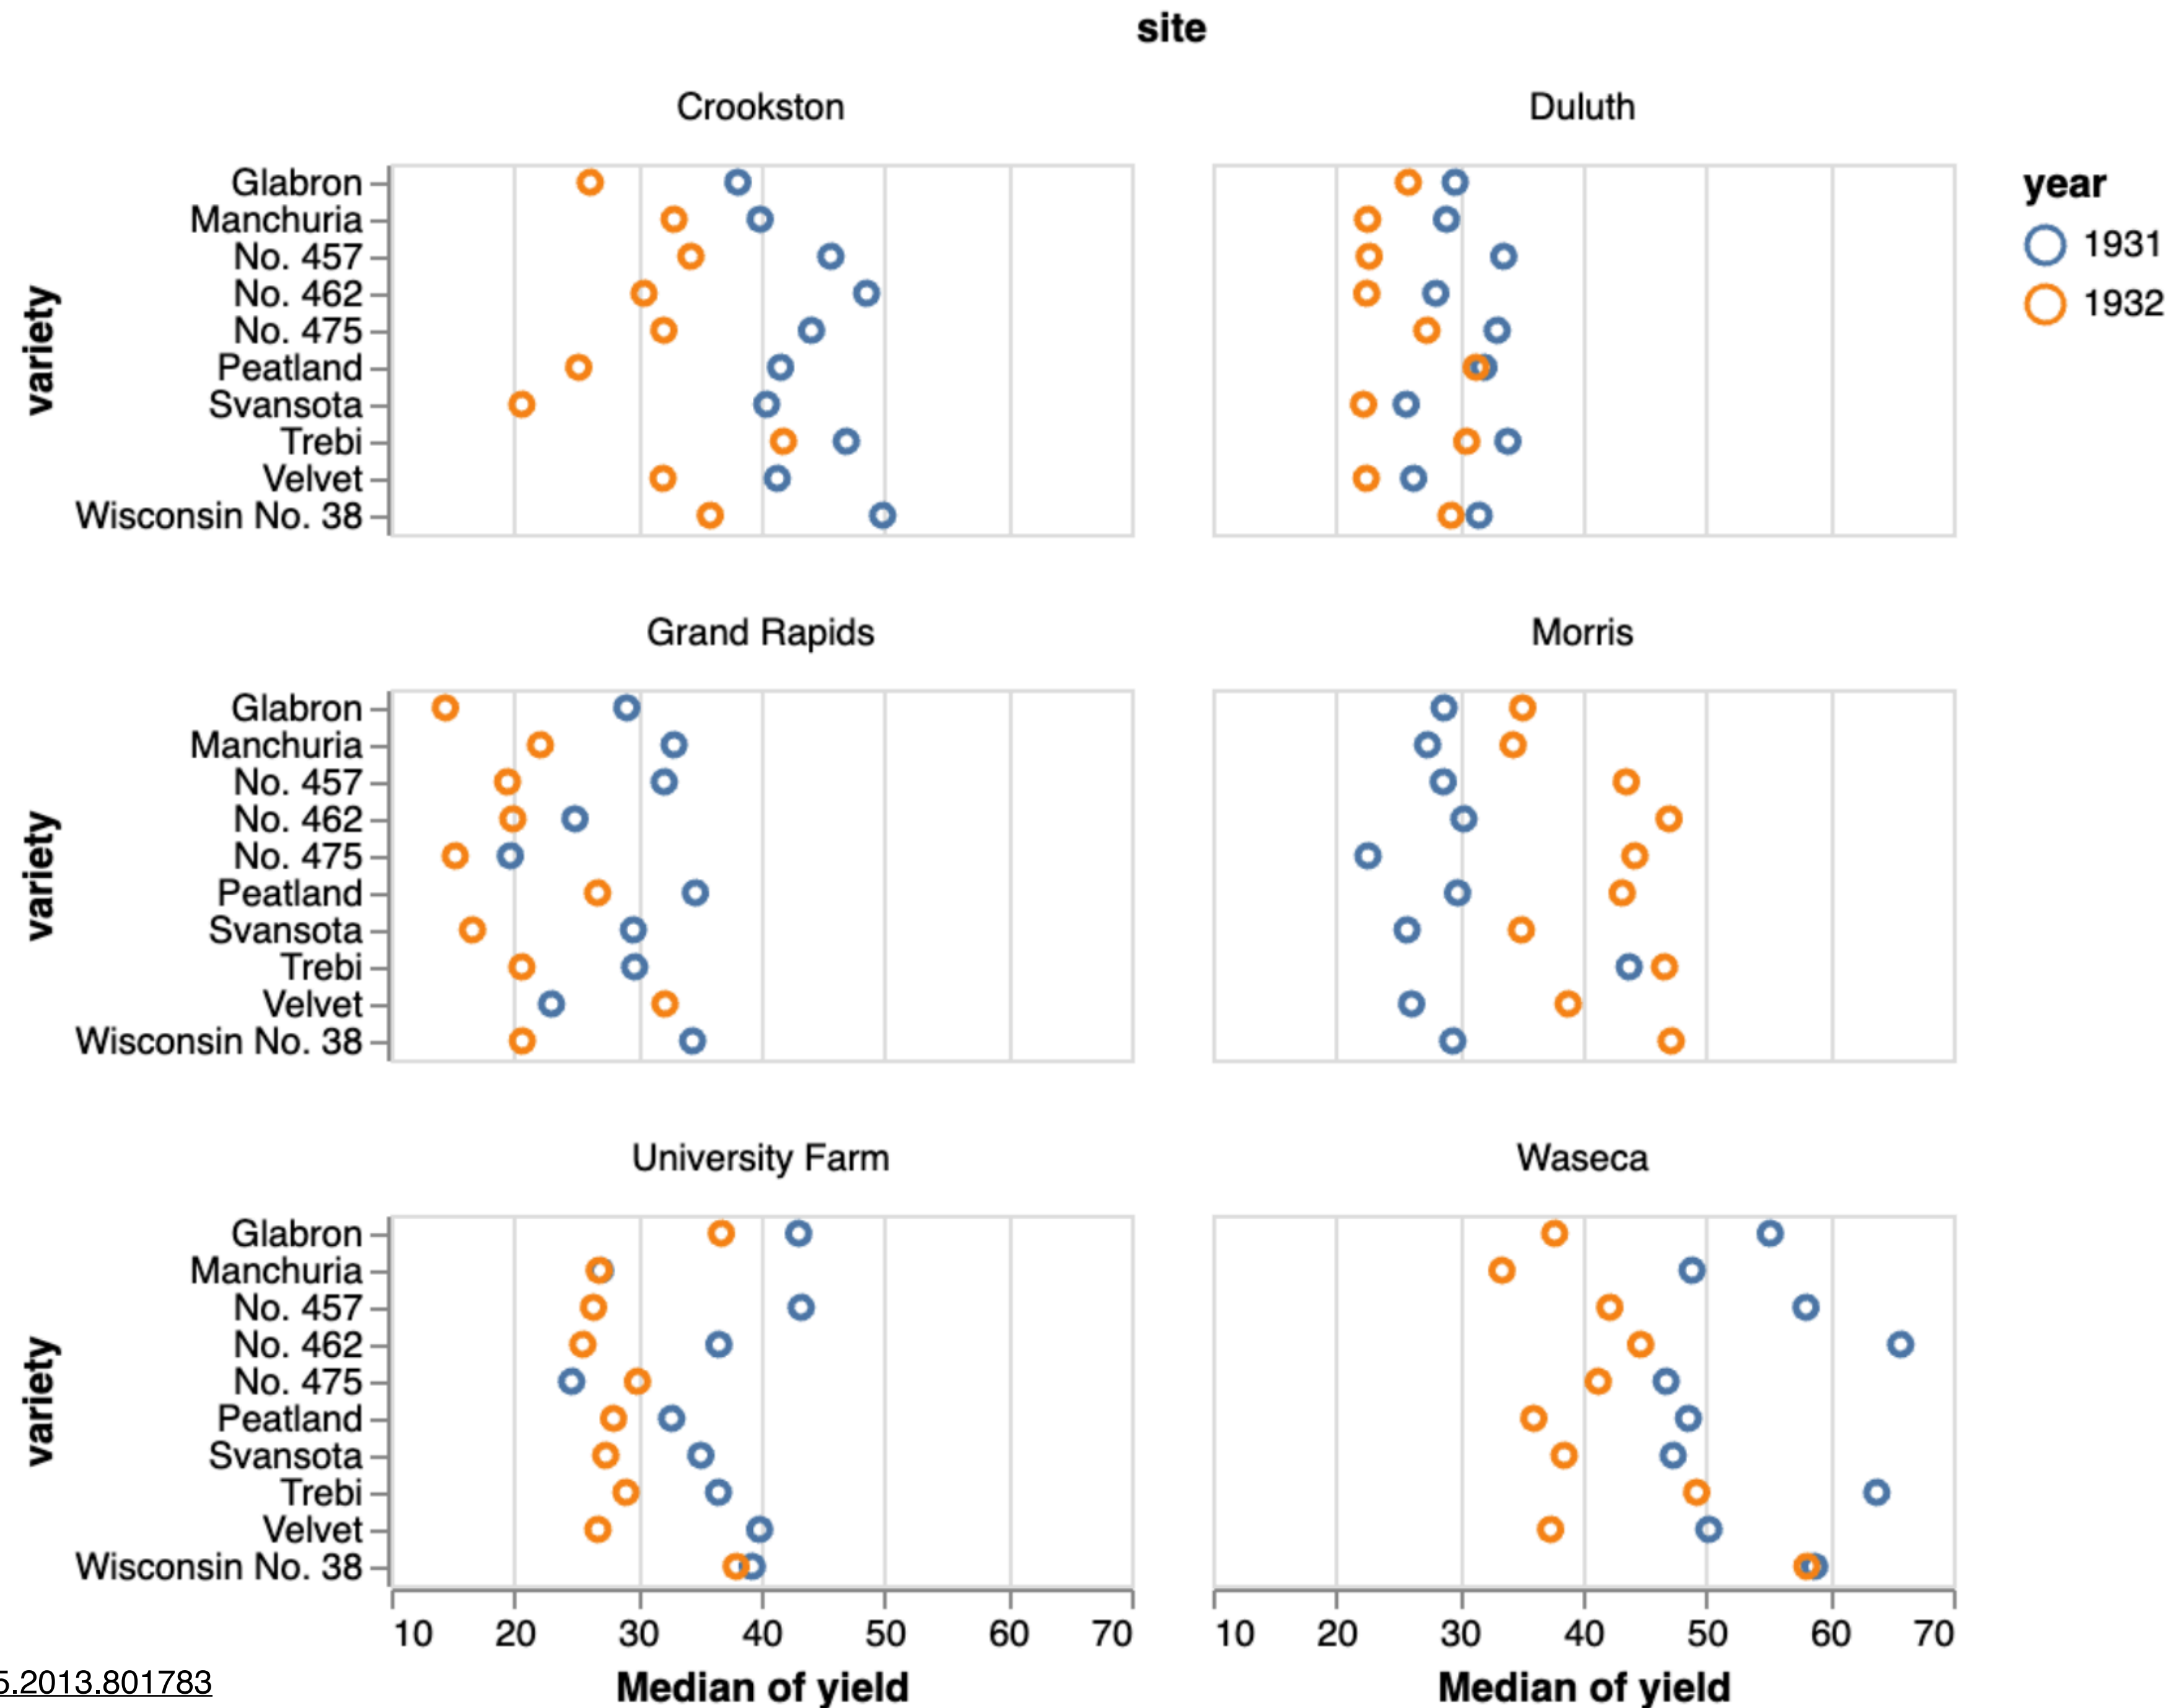 site
Crookston
Duluth
variety
Glabron
Manchuria
No. 457
No. 462
No. 475
Peatland
Svansota
Trebi
Velvet
Wisconsin No. 38
year
1931
1932
Grand Rapids
Morris
variety
Glabron
Manchuria
No. 457
No. 462
No. 475
Peatland
Svansota
Trebi
Velvet
Wisconsin No. 38
University Farm
Waseca
variety
Glabron
Manchuria
No. 457
No. 462
No. 475
Peatland
Svansota
Trebi
Velvet
Wisconsin No. 38
10 20 30 40 50 60 70
10 20 30 40 50 60 70
Median of yield
Median of yield
5.2013.801783